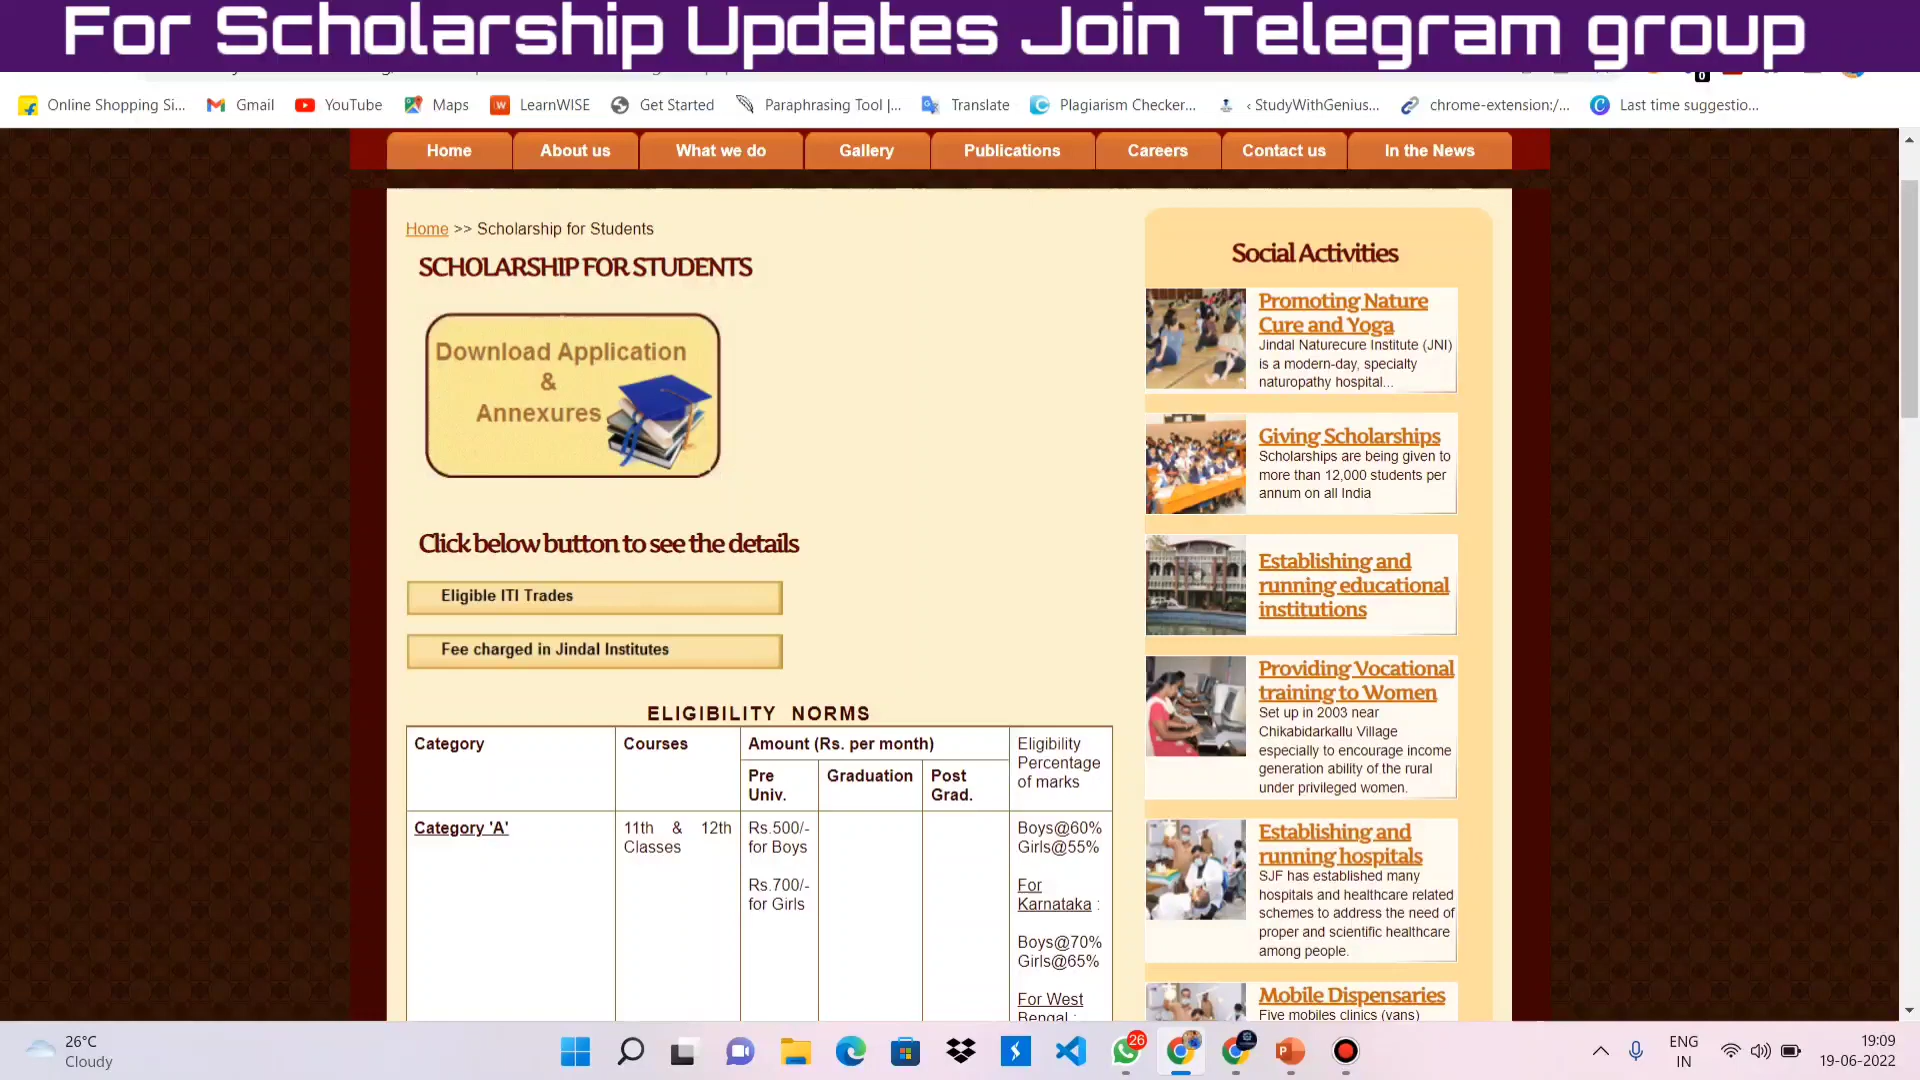 For Scholarship Updates Join Telegram group
0
Online Shopping Si...
Gmail
YouTube
Maps
LearnWISE
Get Started
Paraphrasing Tool |...
Translate
Plagiarism Checker...
‹ StudyWithGenius...
chrome-extension:/...
Last time suggestio...
Home
About us
What we do
Gallery
Publications
Careers
Contact us
In the News
Home >> Scholarship for Students
SCHOLARSHIP FOR STUDENTS
Download Application
&
Annexures
Click below button to see the details
Eligible ITI Trades
Fee charged in Jindal Institutes
ELIGIBILITY NORMS
Category
Courses
Amount (Rs. per month)
Eligibility
Percentage
of marks
Pre
Univ.
Graduation
Post
Grad.
Category 'A'
11th & 12th
Classes
Rs.500/-
for Boys
Rs.700/-
for Girls
Boys@60%
Girls@55%
For
Karnataka :
Boys@70%
Girls@65%
For West
Bengal :
Social Activities
Promoting Nature
Cure and Yoga
Jindal Naturecure Institute (JNI)
is a modern-day, specialty
naturopathy hospital...
Giving Scholarships
Scholarships are being given to
more than 12,000 students per
annum on all India
Establishing and
running educational
institutions
Providing Vocational
training to Women
Set up in 2003 near
Chikabidarkallu Village
especially to encourage income
generation ability of the rural
under privileged women.
Establishing and
running hospitals
SJF has established many
hospitals and healthcare related
schemes to address the need of
proper and scientific healthcare
among people.
Mobile Dispensaries
Five mobiles clinics (vans)
26°C
Cloudy
26
ENG
IN
19:09
19-06-2022